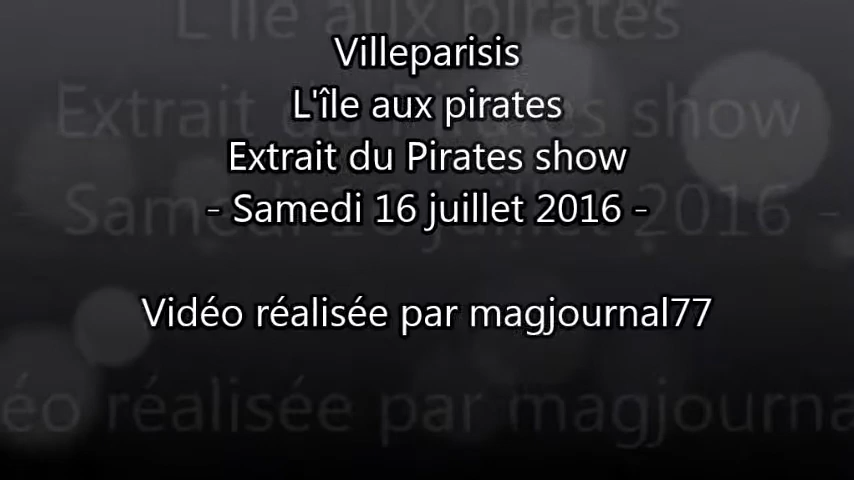 Villeparisis
L'île aux pirates
Extrait du Pirates show
- Samedi 16 juillet 2016 -
Vidéo réalisée par magjournal77